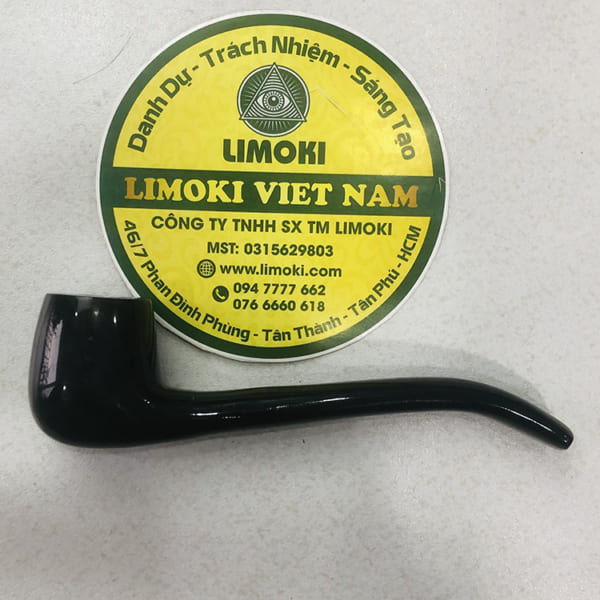 Danh Dự - Trách Nhiệm - Sáng Tạo
LIMOKI
LIMOKI VIET NAM
CÔNG TY TNHH SX TM LIMOKI
MST: 0315629803
www.limoki.com
094 7777 662
076 6660 618
46/7 Phan Đình Phùng - Tân Thành - Tân Phú - HCM